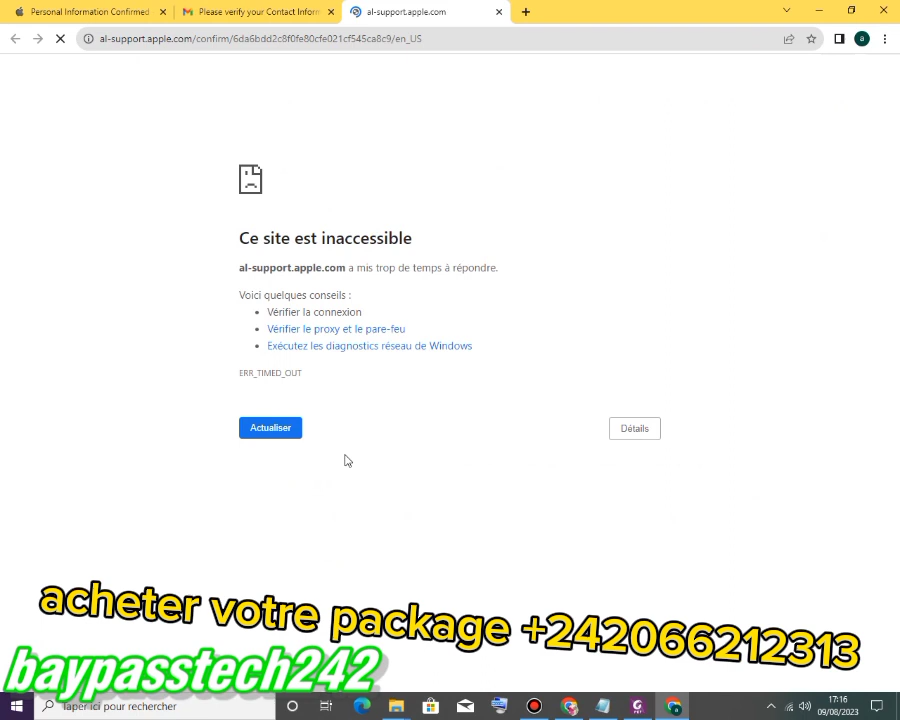 Personal Information Confirmed
Please verify your Contact Inform
al-support.apple.com
al-support.apple.com/confirm/6da6bdd2c8f0fe80cfe021cf545ca8c9/en_US
a
Ce site est inaccessible
al-support.apple.com a mis trop de temps à répondre.
Voici quelques conseils :
Vérifier la connexion
Vérifier le proxy et le pare-feu
Exécutez les diagnostics réseau de Windows
ERR_TIMED_OUT
Actualiser
Détails
acheter votre package +242066212313
baypasstech242
Taper ici pour rechercher
17:16
09/08/2023